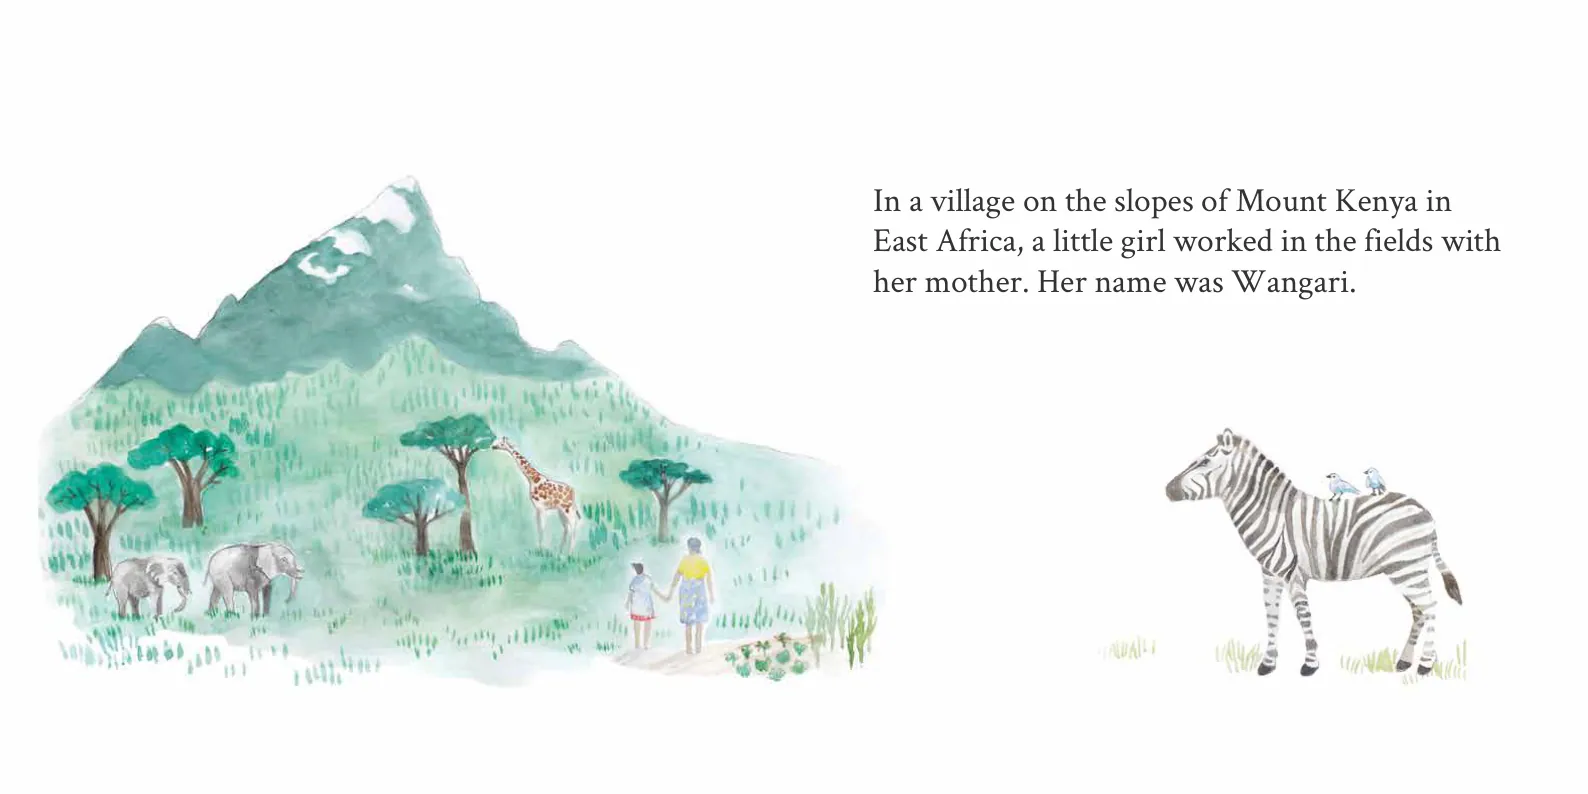 In a village on the slopes of Mount Kenya in
East Africa, a little girl worked in the fields with
her mother. Her name was Wangari.